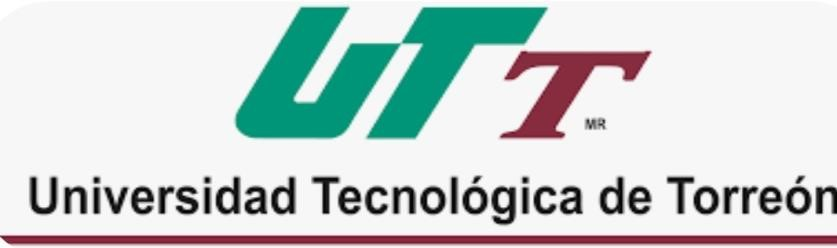 UTT
MR
Universidad Tecnológica de Torreón